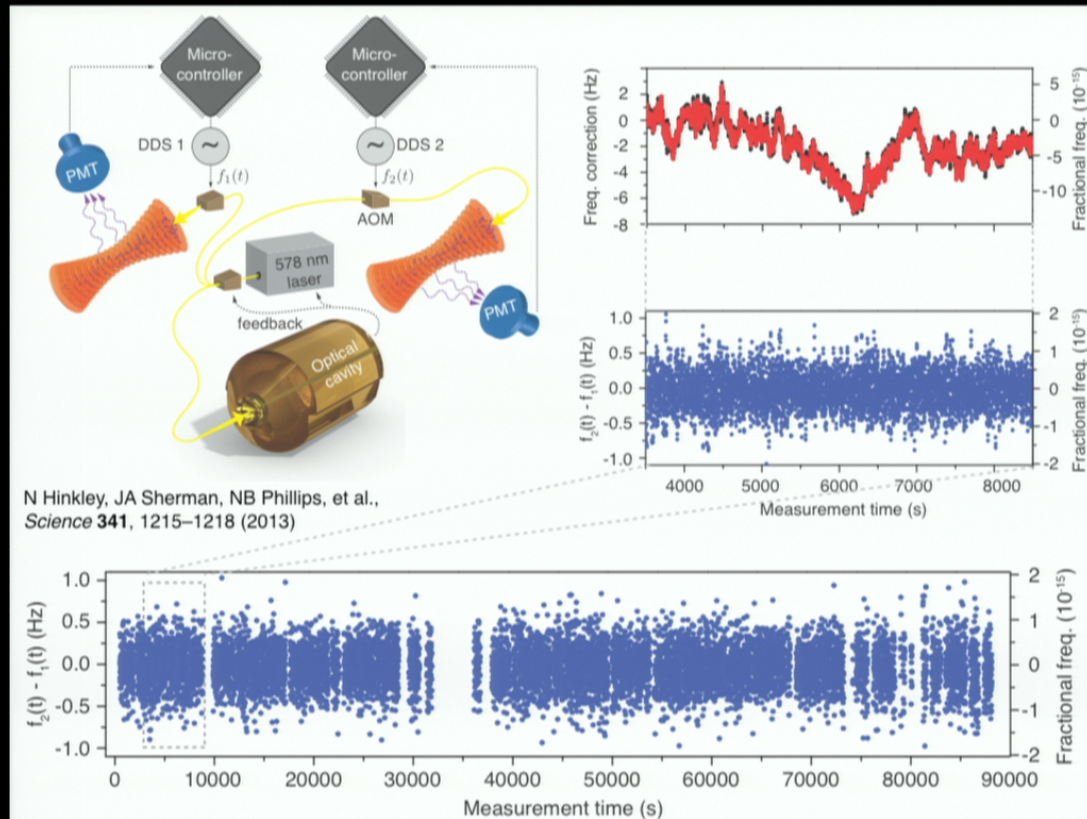 Micro-
controller
Micro-
controller
DDS 1
~
~
DDS 2
PMT
f₁(t)
f₂(t)
AOM
578 nm
laser
feedback
Optical
cavity
PMT
N Hinkley, JA Sherman, NB Phillips, et al.,
Science 341, 1215–1218 (2013)
Freq. correction (Hz)
2
0
-2
-4
-6
-8
5
0
-5
-10
Fractional freq. (10⁻¹⁵)
f₂(t) - f₁(t) (Hz)
1.0
0.5
0.0
-0.5
-1.0
2
1
0
-1
-2
Fractional freq. (10⁻¹⁵)
4000 5000 6000 7000 8000
Measurement time (s)
f₂(t) - f₁(t) (Hz)
1.0
0.5
0.0
-0.5
-1.0
2
1
0
-1
-2
Fractional freq. (10⁻¹⁵)
0 10000 20000 30000 40000 50000 60000 70000 80000 90000
Measurement time (s)